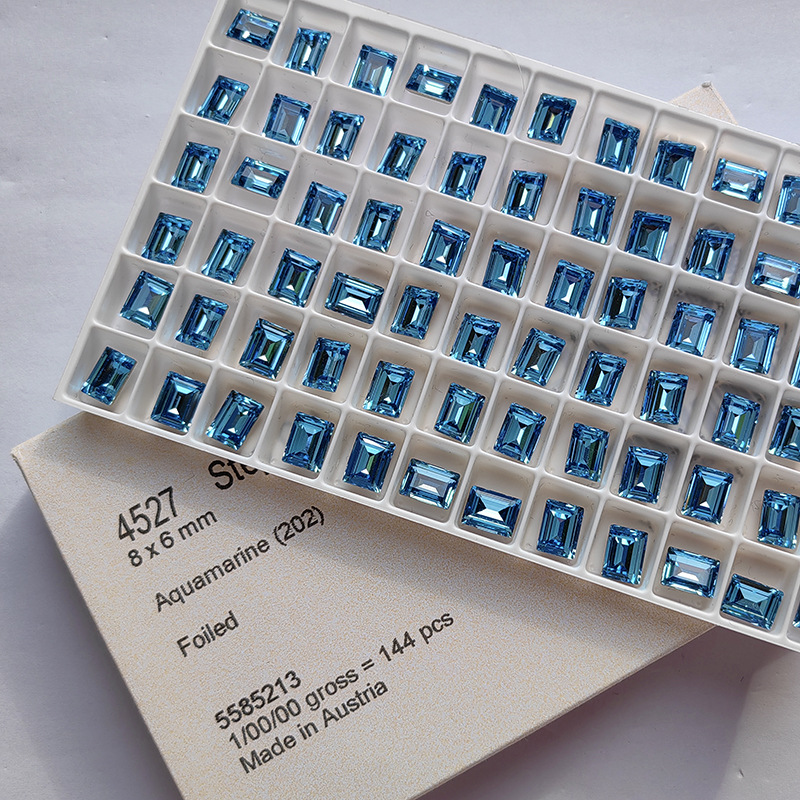 4527
8 x 6 mm
Aquamarine (202)
Foiled
5585213
1/00/00 gross = 144 pcs
Made in Austria